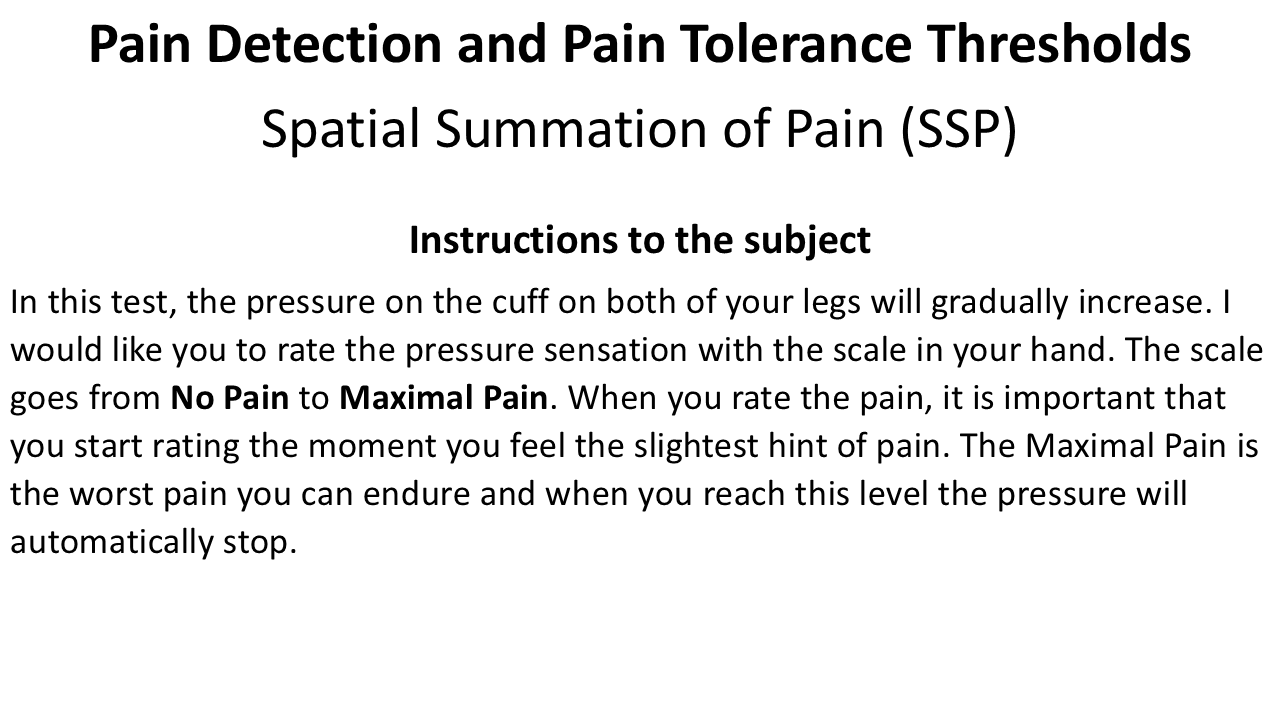 Pain Detection and Pain Tolerance Thresholds
Spatial Summation of Pain (SSP)
Instructions to the subject
In this test, the pressure on the cuff on both of your legs will gradually increase. I
would like you to rate the pressure sensation with the scale in your hand. The scale
goes from No Pain to Maximal Pain. When you rate the pain, it is important that
you start rating the moment you feel the slightest hint of pain. The Maximal Pain is
the worst pain you can endure and when you reach this level the pressure will
automatically stop.